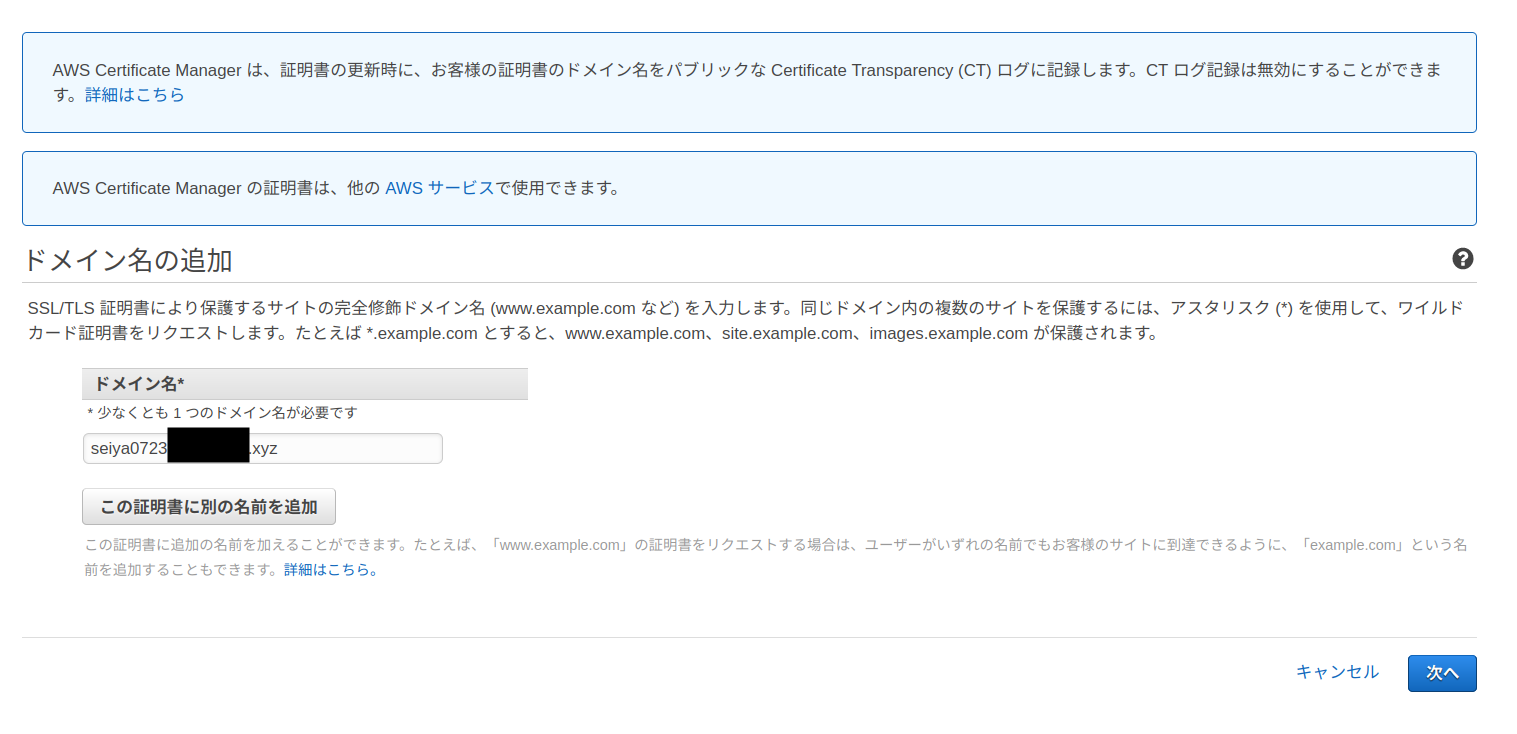 AWS Certificate Manager は、証明書の更新時に、お客様の証明書のドメイン名をパブリックな Certificate Transparency (CT) ログに記録します。CT ログ記録は無効にすることができま
す。詳細はこちら
AWS Certificate Manager の証明書は、他の AWS サービスで使用できます。
ドメイン名の追加
SSL/TLS 証明書により保護するサイトの完全修飾ドメイン名 (www.example.com など) を入力します。同じドメイン内の複数のサイトを保護するには、アスタリスク (*) を使用して、ワイルド
カード証明書をリクエストします。たとえば *.example.com とすると、www.example.com、site.example.com、images.example.com が保護されます。
ドメイン名*
* 少なくとも 1 つのドメイン名が必要です
seiya0723 .xyz
この証明書に別の名前を追加
この証明書に追加の名前を加えることができます。たとえば、「www.example.com」の証明書をリクエストする場合は、ユーザーがいずれの名前でもお客様のサイトに到達できるように、「example.com」という名
前を追加することもできます。詳細はこちら。
キャンセル
次へ